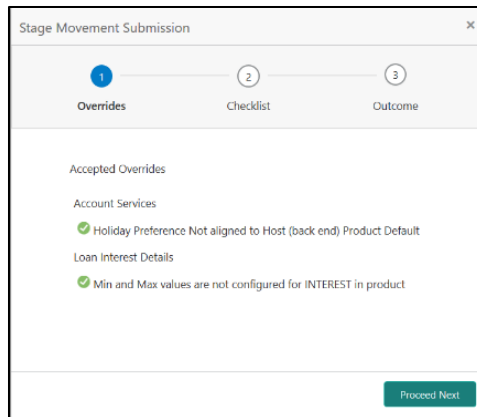 Stage Movement Submission ×
1 2 3
Overrides Checklist Outcome
Accepted Overrides
Account Services
Holiday Preference Not aligned to Host (back end) Product Default
Loan Interest Details
Min and Max values are not configured for INTEREST in product
Proceed Next